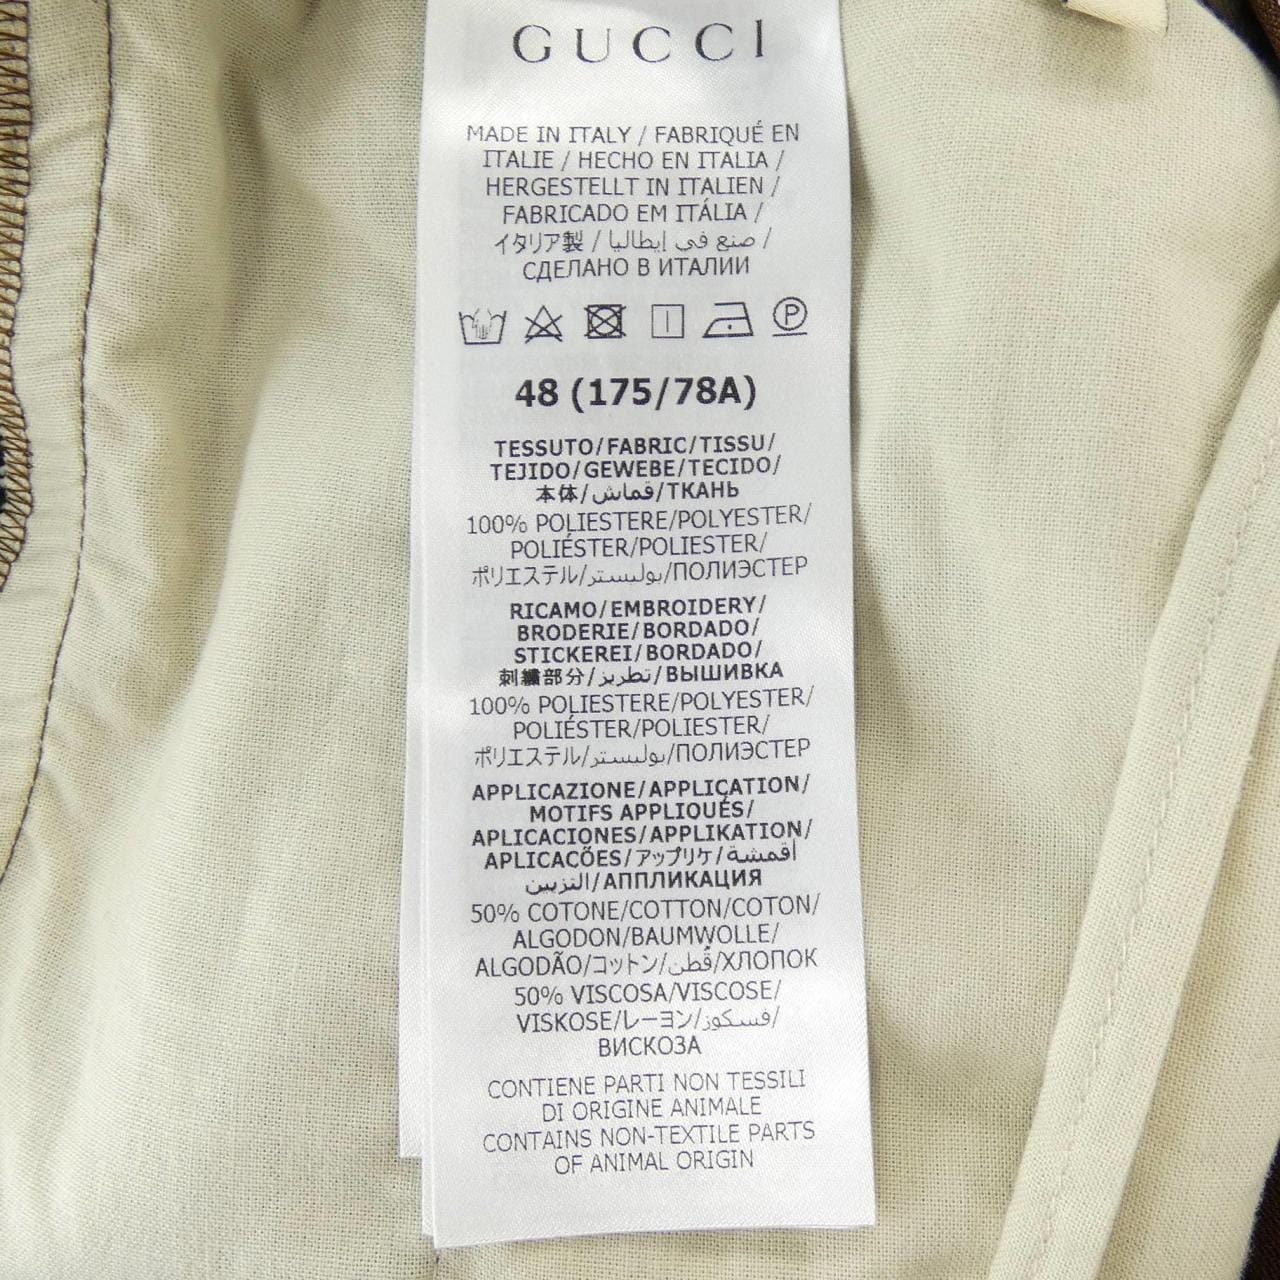 GUCCI
MADE IN ITALY / FABRIQUÉ EN
ITALIE / HECHO EN ITALIA /
HERGESTELLT IN ITALIEN /
FABRICADO EM ITÁLIA /
イタリア製 / صنع في إيطاليا /
СДЕЛАНО В ИТАЛИИ
P
48 (175/78A)
TESSUTO/FABRIC/TISSU/
TEJIDO/GEWEBE/TECIDO/
本体/قماش/ТКАНЬ
100% POLIESTERE/POLYESTER/
POLIÉSTER/POLIESTER/
ポリエステル/بوليستر/ПОЛИЭСТЕР
RICAMO/EMBROIDERY/
BRODERIE/BORDADO/
STICKEREI/BORDADO/
刺繍部分/تطريز/ВЫШИВКА
100% POLIESTERE/POLYESTER/
POLIÉSTER/POLIESTER/
ポリエステル/بوليستر/ПОЛИЭСТЕР
APPLICAZIONE/APPLICATION/
MOTIFS APPLIQUÉS/
APLICACIONES/APPLIKATION/
APLICACÕES/アップリケ/أقمشة
التزيين/АППЛИКАЦИЯ
50% COTONE/COTTON/COTON/
ALGODON/BAUMWOLLE/
ALGODÃO/コットン/قُطن/ХЛОПОК
50% VISCOSA/VISCOSE/
VISKOSE/レーヨン/فسكوز/
ВИСКОЗА
CONTIENE PARTI NON TESSILI
DI ORIGINE ANIMALE
CONTAINS NON-TEXTILE PARTS
OF ANIMAL ORIGIN